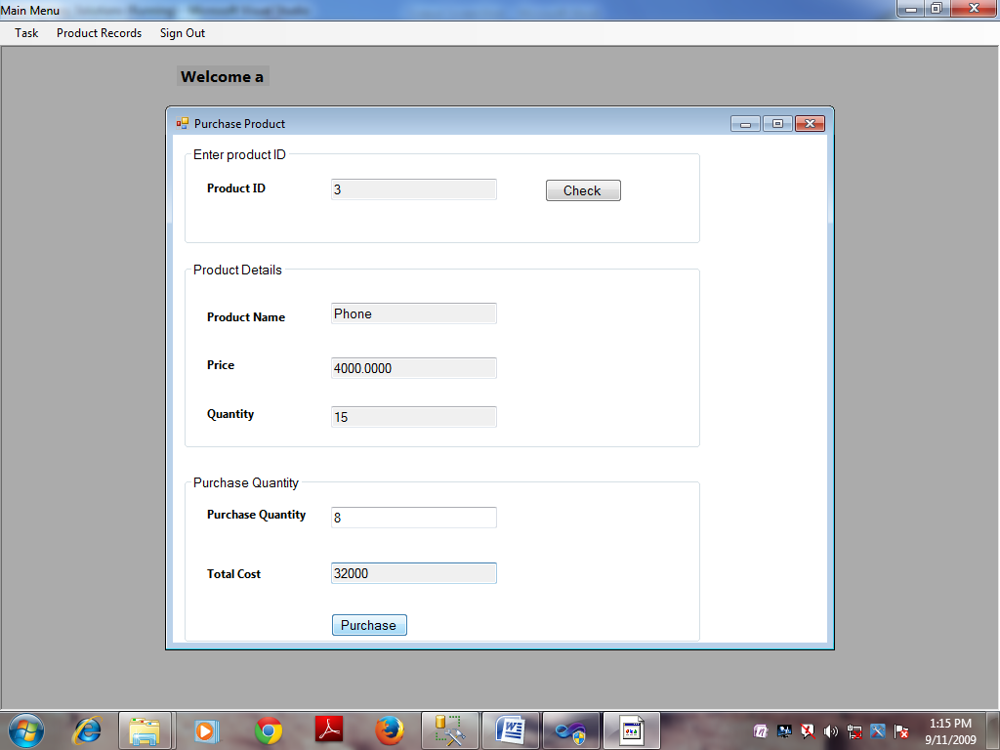 Main Menu
Task Product Records Sign Out
Welcome a
Purchase Product
Enter product ID
Product ID 3 Check
Product Details
Product Name Phone
Price 4000.0000
Quantity 15
Purchase Quantity
Purchase Quantity 8
Total Cost 32000
Purchase
1:15 PM
9/11/2009